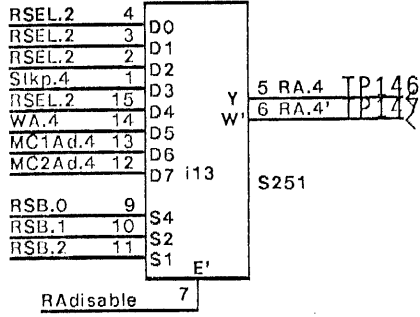 RSEL.2 4 D0
RSEL.2 3 D1
RSEL.2 2 D2
Stkp.4 1 D3
RSEL.2 15 D4
WA.4 14 D5
MC1Ad.4 13 D6
MC2Ad.4 12 D7
i13
Y 5 RA.4 TP146
W' 6 RA.4'
S251
RSB.0 9 S4
RSB.1 10 S2
RSB.2 11 S1
E'
RAdisable 7